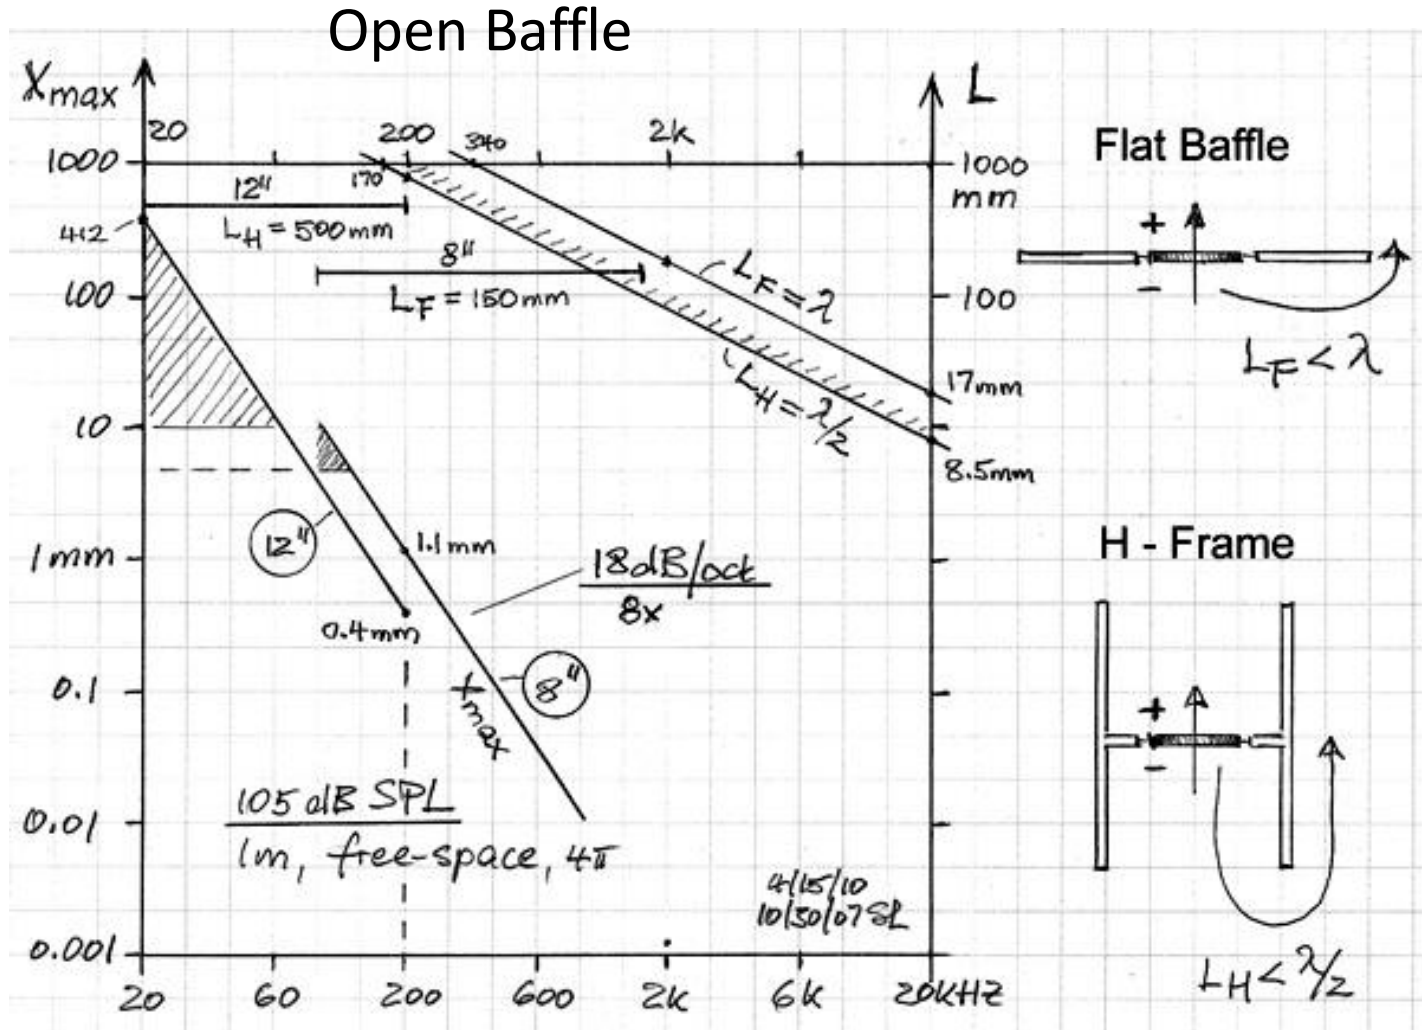 Open Baffle
Xmax
L
20
200
340
2K
1000
1000
mm
170
12"
LH = 500mm
412
8"
LF = 150mm
100
100
LF = λ
LH = λ/2
17mm
8.5mm
10
12"
1mm
1.1mm
0.4mm
18dB/oct
8x
0.1
8"
Xmax
0.01
105 dB SPL
1m, free-space, 4π
4/15/10
10/30/07 SL
0.001
20
60
200
600
2K
6K
20KHZ
Flat Baffle
+
−
LF < λ
H - Frame
+
−
LH < λ/2